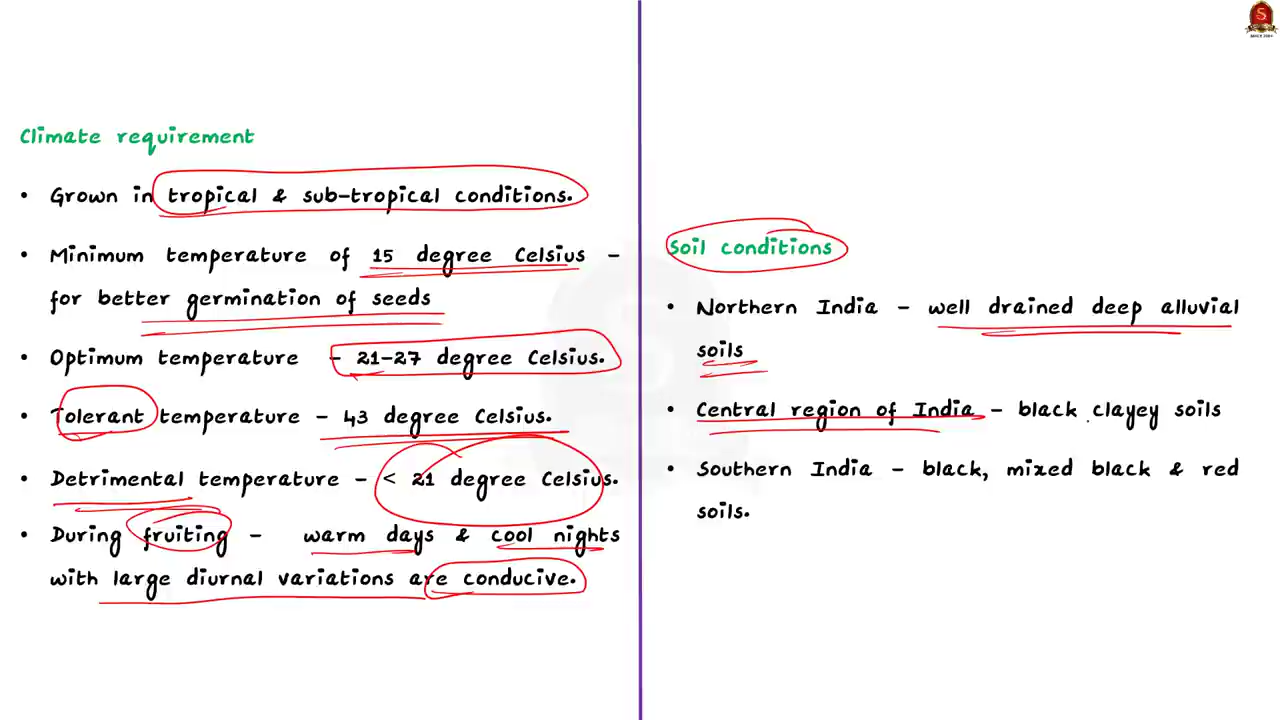 Climate requirement
• Grown in tropical & sub-tropical conditions.
• Minimum temperature of 15 degree Celsius –
for better germination of seeds
• Optimum temperature – 21-27 degree Celsius.
• Tolerant temperature – 43 degree Celsius.
• Detrimental temperature – < 21 degree Celsius.
• During fruiting – warm days & cool nights
with large diurnal variations are conducive.
Soil conditions
• Northern India – well drained deep alluvial
soils
• Central region of India – black clayey soils
• Southern India – black, mixed black & red
soils.